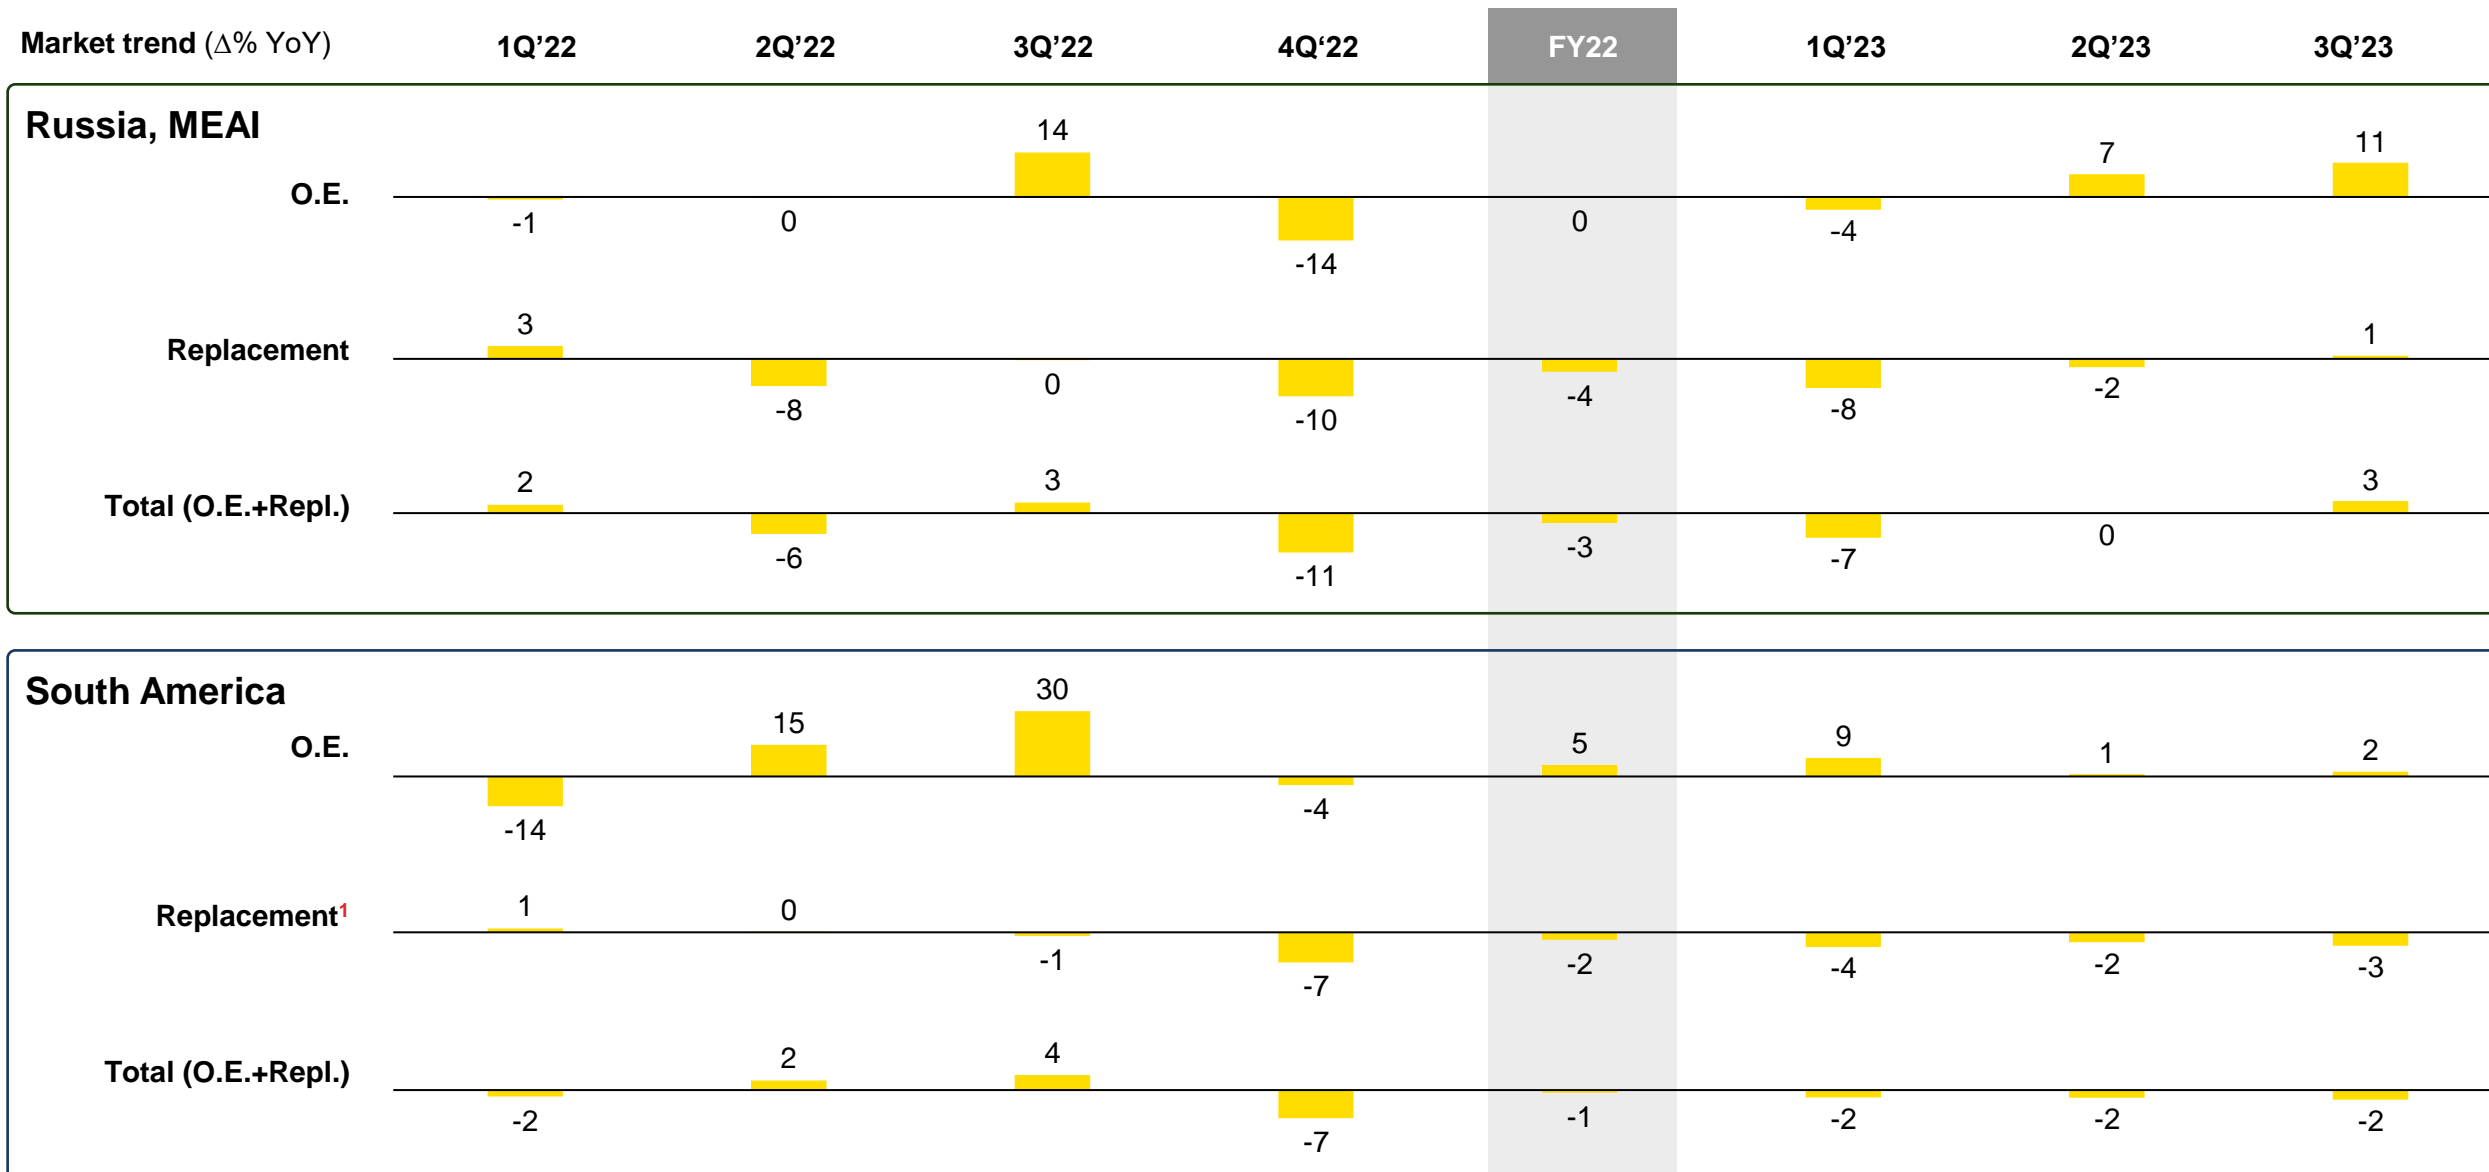 Market trend (∆% YoY) 1Q’22 2Q’22 3Q’22 4Q‘22 FY22 1Q’23 2Q’23 3Q’23
Russia, MEAI
O.E. -1 0 14 -14 0 -4 7 11
Replacement 3 -8 0 -10 -4 -8 -2 1
Total (O.E.+Repl.) 2 -6 3 -11 -3 -7 0 3
South America
O.E. -14 15 30 -4 5 9 1 2
Replacement¹ 1 0 -1 -7 -2 -4 -2 -3
Total (O.E.+Repl.) -2 2 4 -7 -1 -2 -2 -2